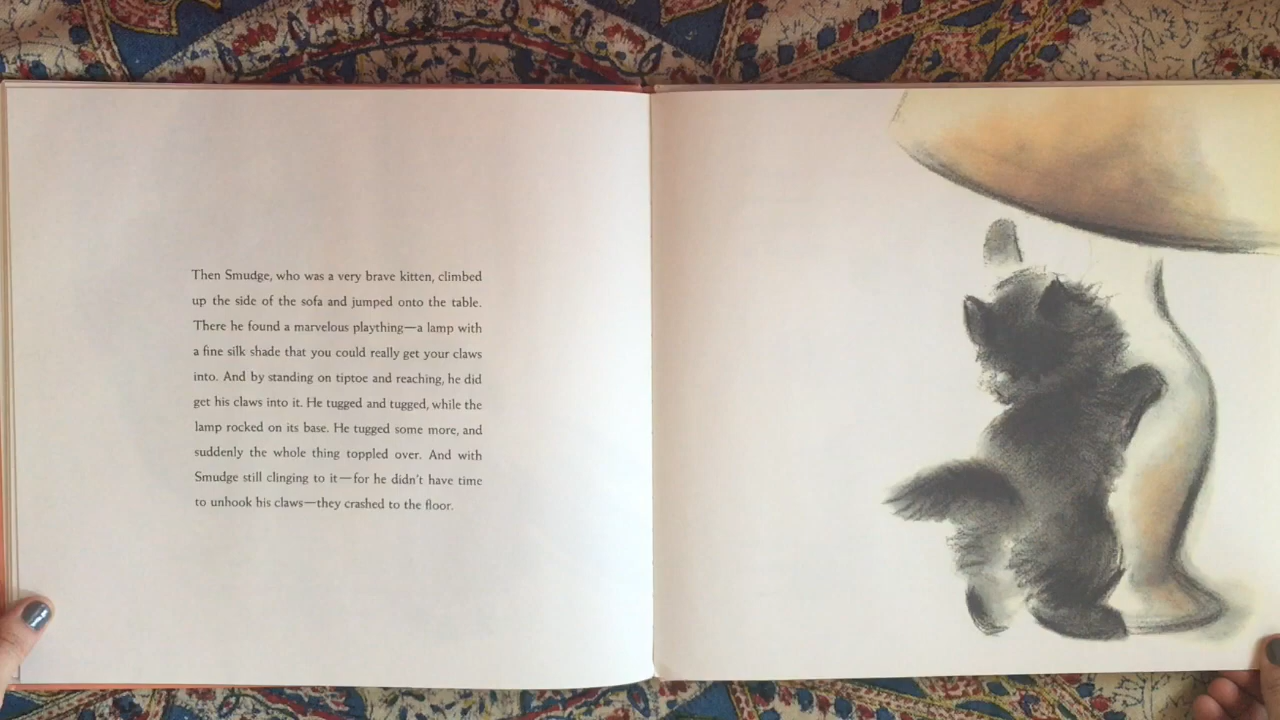 Then Smudge, who was a very brave kitten, climbed
up the side of the sofa and jumped onto the table.
There he found a marvelous plaything—a lamp with
a fine silk shade that you could really get your claws
into. And by standing on tiptoe and reaching, he did
get his claws into it. He tugged and tugged, while the
lamp rocked on its base. He tugged some more, and
suddenly the whole thing toppled over. And with
Smudge still clinging to it—for he didn't have time
to unhook his claws—they crashed to the floor.